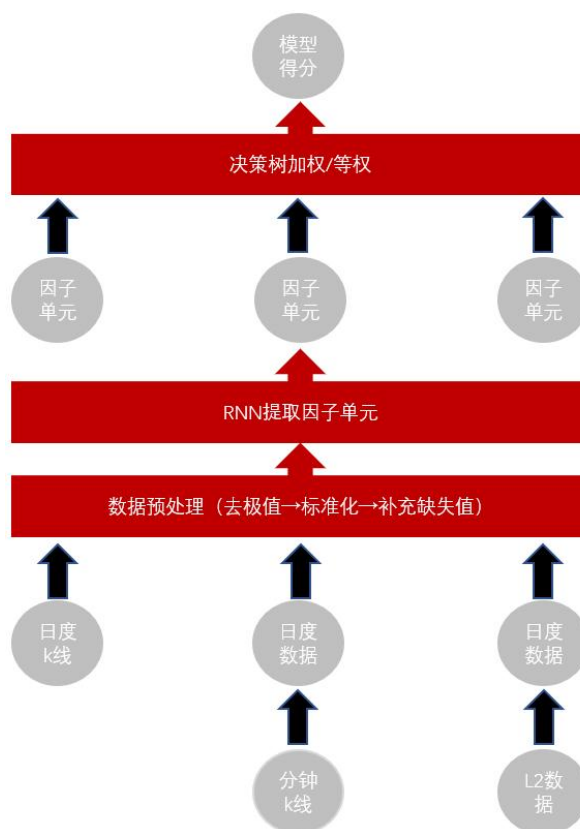 模型
得分
决策树加权/等权
因子
单元
因子
单元
因子
单元
RNN提取因子单元
数据预处理（去极值→标准化→补充缺失值）
日度
k线
日度
数据
日度
数据
分钟
k线
L2数
据